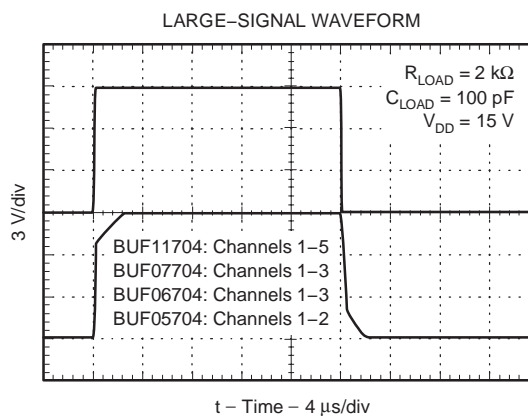 LARGE–SIGNAL WAVEFORM
R_LOAD = 2 kΩ
C_LOAD = 100 pF
V_DD = 15 V
3 V/div
BUF11704: Channels 1–5
BUF07704: Channels 1–3
BUF06704: Channels 1–3
BUF05704: Channels 1–2
t – Time – 4 μs/div